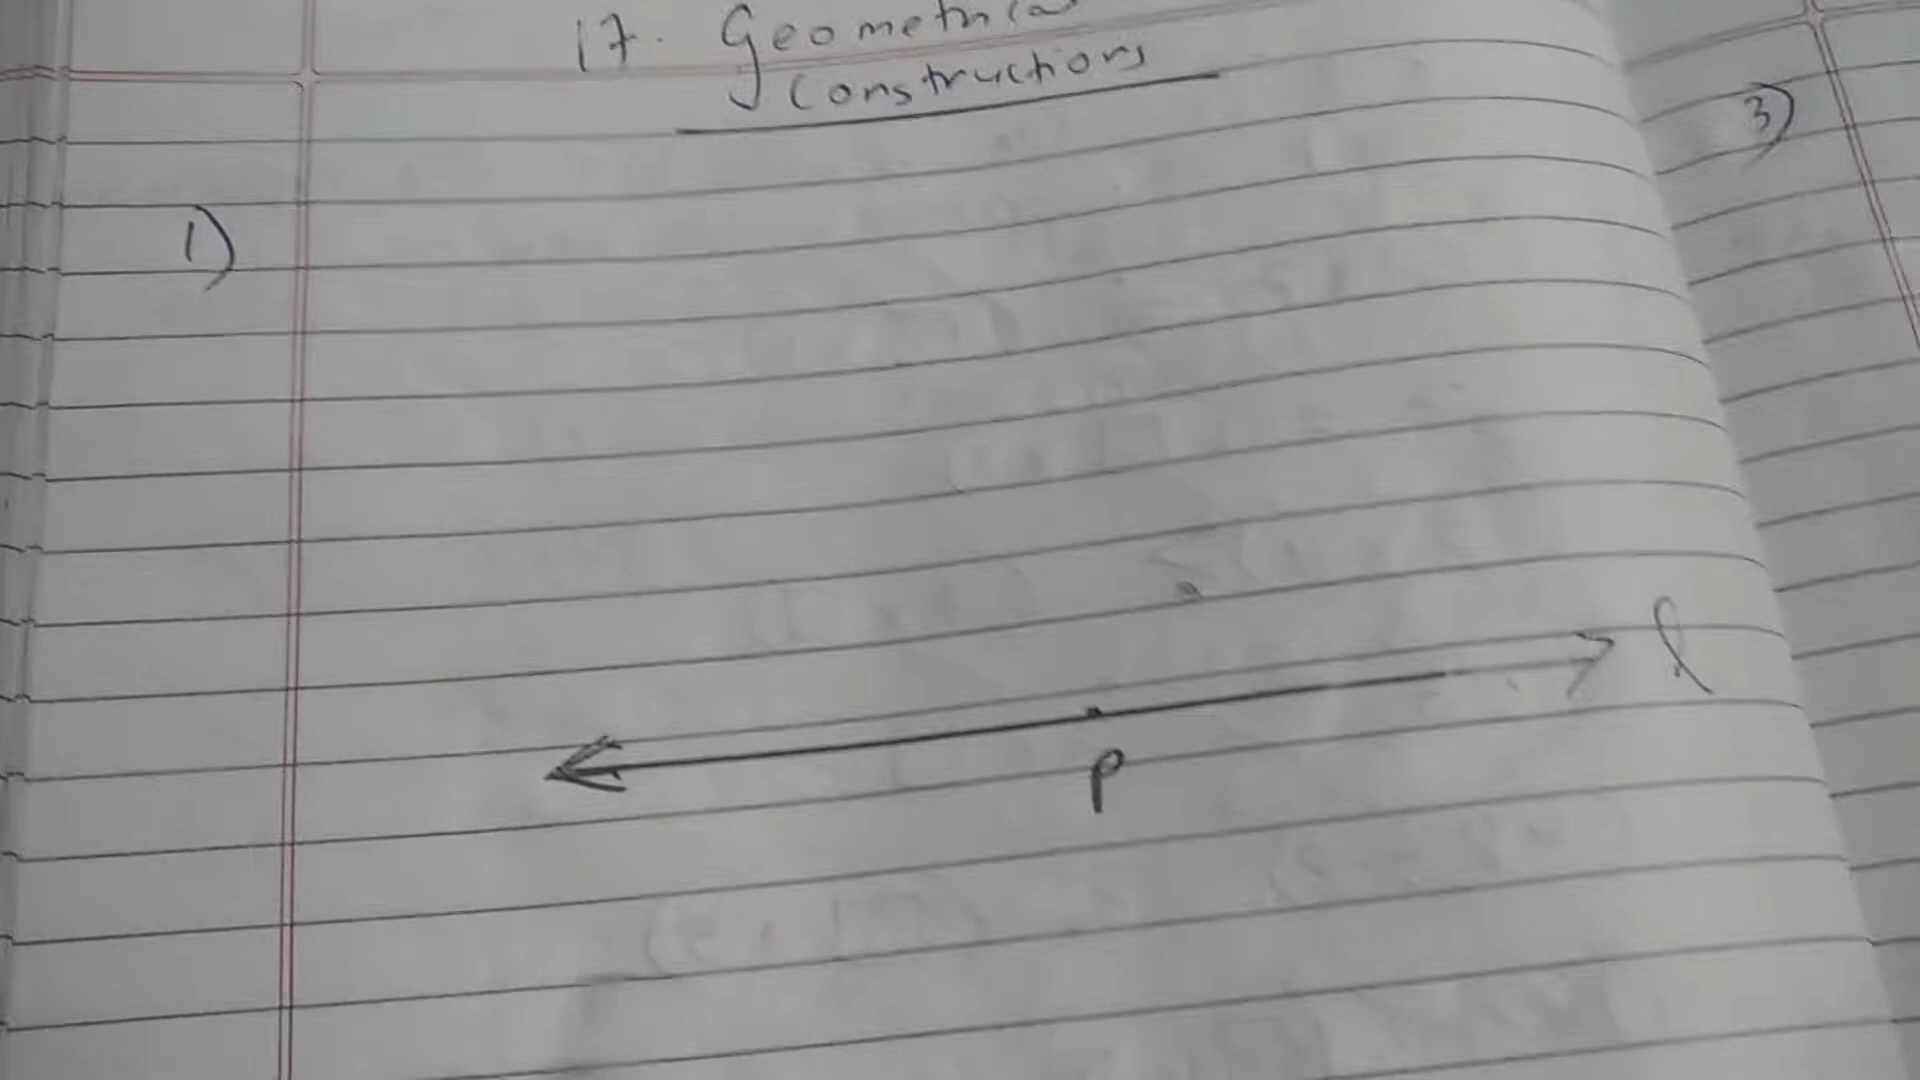 17. Geometrical
Constructions
1)
3)
l
P